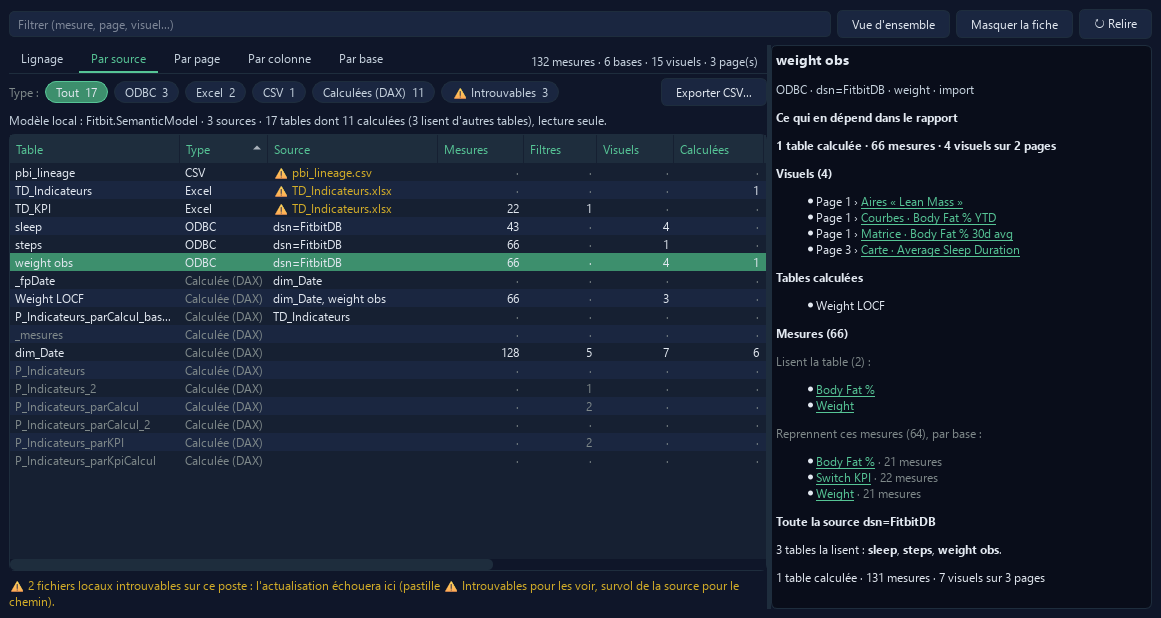 Filtrer (mesure, page, visuel...)
Vue d'ensemble
Masquer la fiche
↻ Relire
Lignage
Par source
Par page
Par colonne
Par base
132 mesures · 6 bases · 15 visuels · 3 page(s)
Type :
Tout 17
ODBC 3
Excel 2
CSV 1
Calculées (DAX) 11
⚠ Introuvables 3
Exporter CSV...
Modèle local : Fitbit.SemanticModel · 3 sources · 17 tables dont 11 calculées (3 lisent d'autres tables), lecture seule.
Table Type Source Mesures Filtres Visuels Calculées
pbi_lineage CSV ⚠ pbi_lineage.csv · · · ·
TD_Indicateurs Excel ⚠ TD_Indicateurs.xlsx · · · 1
TD_KPI Excel ⚠ TD_Indicateurs.xlsx 22 1 · ·
sleep ODBC dsn=FitbitDB 43 · 4 ·
steps ODBC dsn=FitbitDB 66 · 1 ·
weight obs ODBC dsn=FitbitDB 66 · 4 1
_fpDate Calculée (DAX) dim_Date · · · ·
Weight LOCF Calculée (DAX) dim_Date, weight obs 66 · 3 ·
P_Indicateurs_parCalcul_bas... Calculée (DAX) TD_Indicateurs · · · ·
_mesures Calculée (DAX) · · · ·
dim_Date Calculée (DAX) 128 5 7 6
P_Indicateurs Calculée (DAX) · · · ·
P_Indicateurs_2 Calculée (DAX) · 1 · ·
P_Indicateurs_parCalcul Calculée (DAX) · 2 · ·
P_Indicateurs_parCalcul_2 Calculée (DAX) · · · ·
P_Indicateurs_parKPI Calculée (DAX) · 2 · ·
P_Indicateurs_parKpiCalcul Calculée (DAX) · · · ·
⚠ 2 fichiers locaux introuvables sur ce poste : l'actualisation échouera ici (pastille ⚠ Introuvables pour les voir, survol de la source pour le
chemin).
weight obs
ODBC · dsn=FitbitDB · weight · import
Ce qui en dépend dans le rapport
1 table calculée · 66 mesures · 4 visuels sur 2 pages
Visuels (4)
• Page 1 › Aires « Lean Mass »
• Page 1 › Courbes · Body Fat % YTD
• Page 1 › Matrice · Body Fat % 30d avg
• Page 3 › Carte · Average Sleep Duration
Tables calculées
• Weight LOCF
Mesures (66)
Lisent la table (2) :
• Body Fat %
• Weight
Reprennent ces mesures (64), par base :
• Body Fat % · 21 mesures
• Switch KPI · 22 mesures
• Weight · 21 mesures
Toute la source dsn=FitbitDB
3 tables la lisent : sleep, steps, weight obs.
1 table calculée · 131 mesures · 7 visuels sur 3 pages